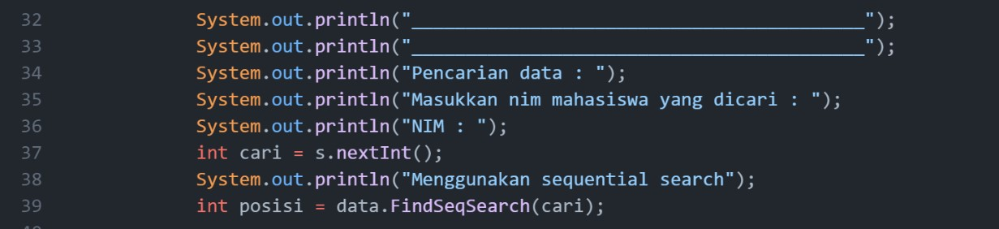 32 System.out.println("__________________________________________");
33 System.out.println("__________________________________________");
34 System.out.println("Pencarian data : ");
35 System.out.println("Masukkan nim mahasiswa yang dicari : ");
36 System.out.println("NIM : ");
37 int cari = s.nextInt();
38 System.out.println("Menggunakan sequential search");
39 int posisi = data.FindSeqSearch(cari);